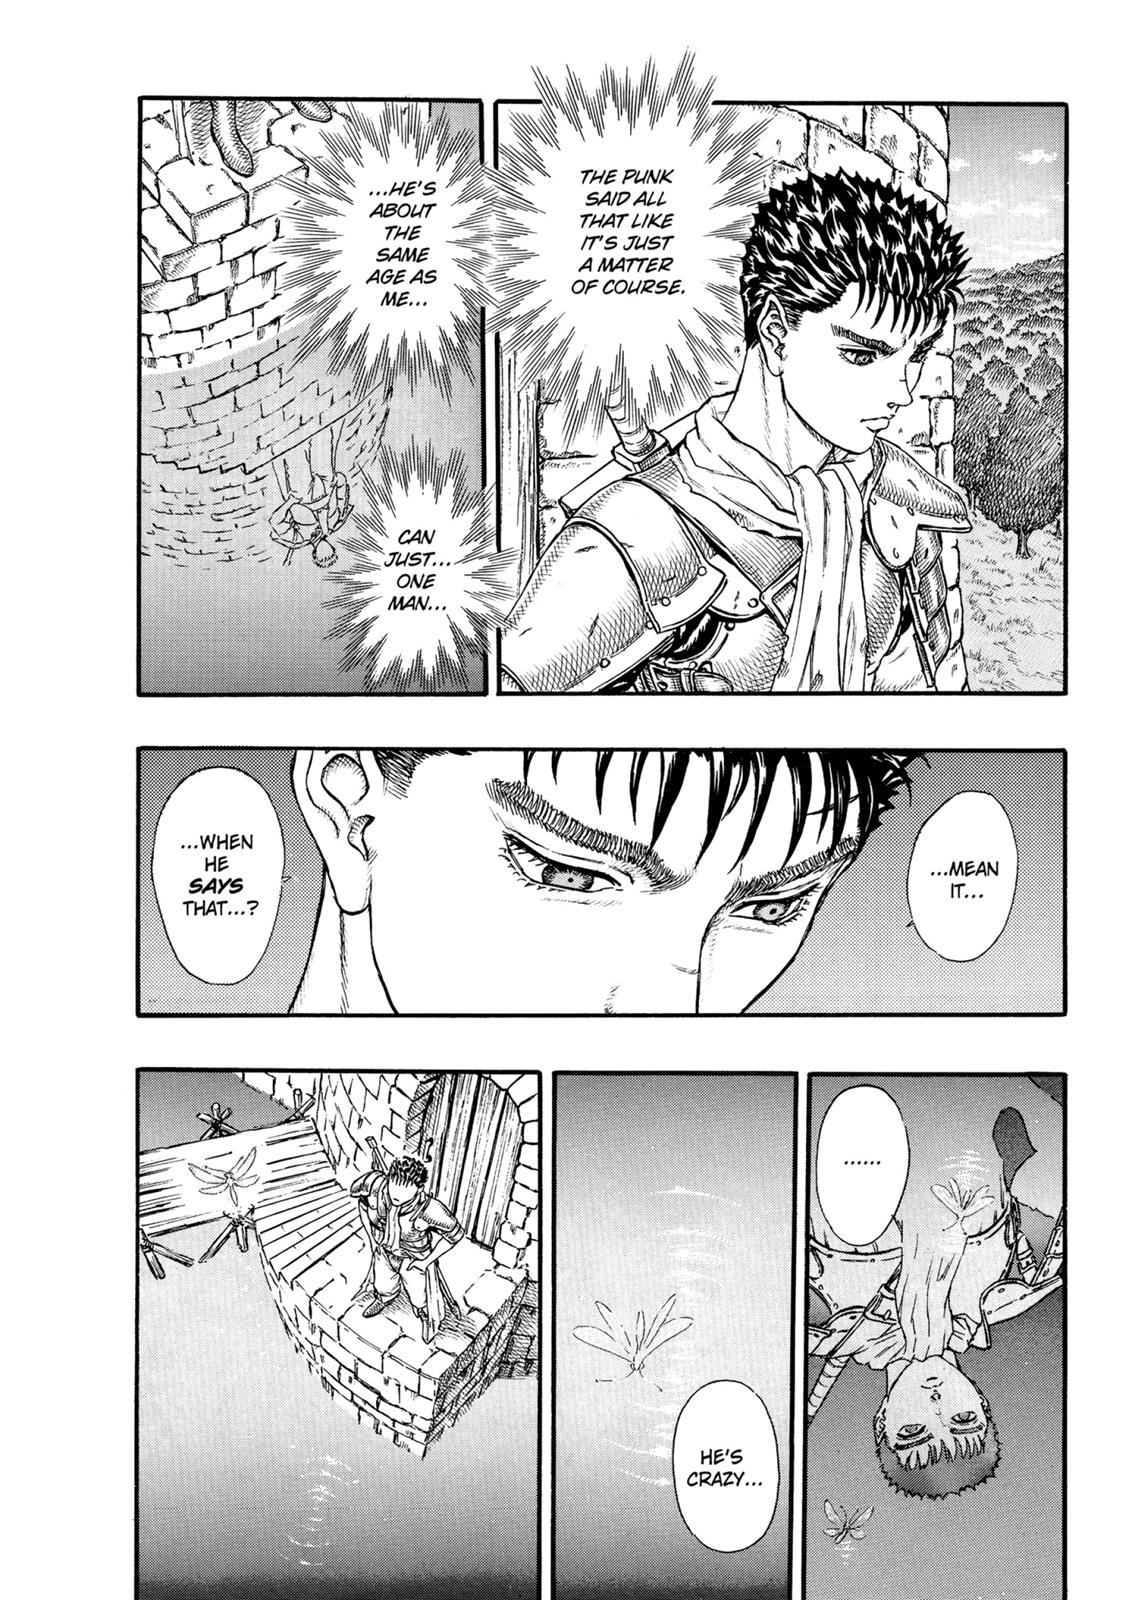 THE PUNK
SAID ALL
THAT LIKE
IT'S JUST
A MATTER
OF COURSE.
...HE'S
ABOUT
THE
SAME
AGE AS
ME...
CAN
JUST...
ONE
MAN...
...MEAN
IT...
...WHEN
HE
SAYS
THAT...?
......
HE'S
CRAZY...